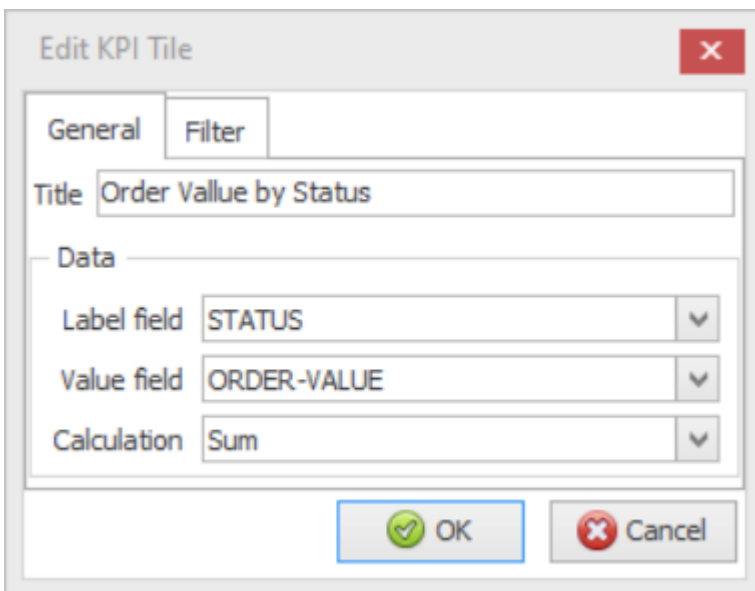 Edit KPI Tile
General Filter
Title Order Vallue by Status
Data
Label field STATUS
Value field ORDER-VALUE
Calculation Sum
OK Cancel